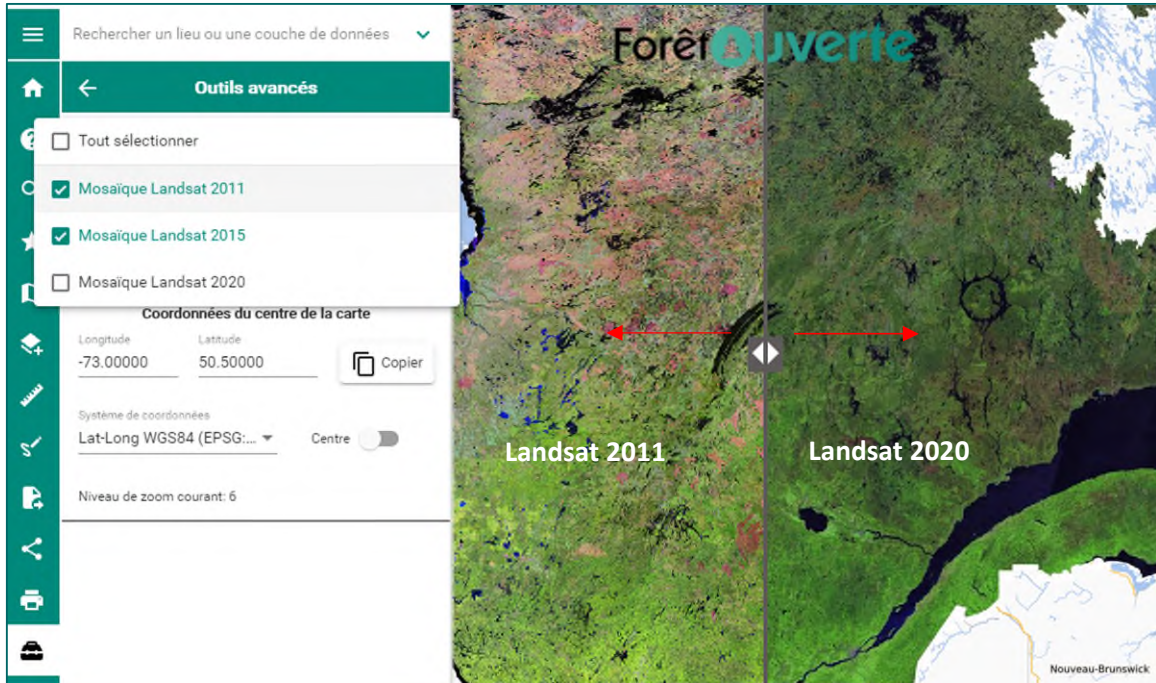 Rechercher un lieu ou une couche de données
Outils avancés
Tout sélectionner
Mosaïque Landsat 2011
Mosaïque Landsat 2015
Mosaïque Landsat 2020
Coordonnées du centre de la carte
Longitude
Latitude
-73.00000
50.50000
Copier
Système de coordonnées
Lat-Long WGS84 (EPSG:...
Centre
Niveau de zoom courant: 6
Forêt Ouverte
Landsat 2011
Landsat 2020
Nouveau-Brunswick